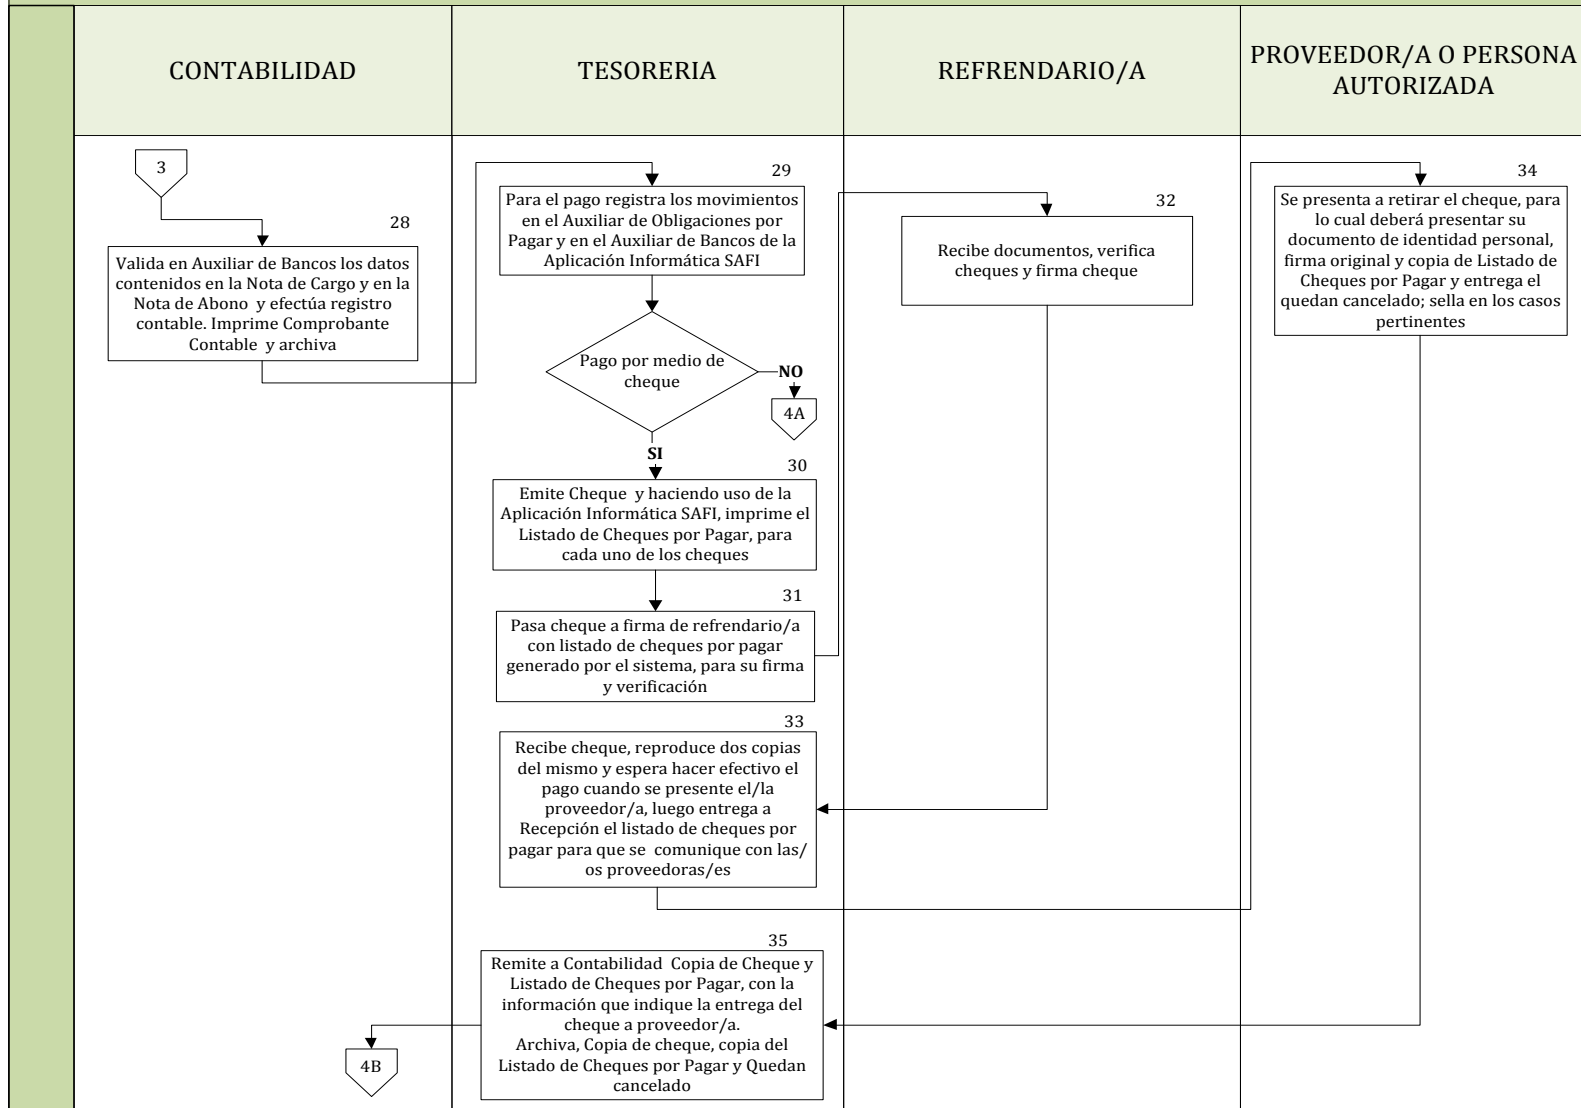 CONTABILIDAD
TESORERIA
REFRENDARIO/A
PROVEEDOR/A O PERSONA
AUTORIZADA
3
28
Valida en Auxiliar de Bancos los datos
contenidos en la Nota de Cargo y en la
Nota de Abono y efectúa registro
contable. Imprime Comprobante
Contable y archiva
29
Para el pago registra los movimientos
en el Auxiliar de Obligaciones por
Pagar y en el Auxiliar de Bancos de la
Aplicación Informática SAFI
Pago por medio de
cheque
NO
4A
SI
30
Emite Cheque y haciendo uso de la
Aplicación Informática SAFI, imprime el
Listado de Cheques por Pagar, para
cada uno de los cheques
31
Pasa cheque a firma de refrendario/a
con listado de cheques por pagar
generado por el sistema, para su firma
y verificación
32
Recibe documentos, verifica
cheques y firma cheque
33
Recibe cheque, reproduce dos copias
del mismo y espera hacer efectivo el
pago cuando se presente el/la
proveedor/a, luego entrega a
Recepción el listado de cheques por
pagar para que se comunique con las/
os proveedoras/es
34
Se presenta a retirar el cheque, para
lo cual deberá presentar su
documento de identidad personal,
firma original y copia de Listado de
Cheques por Pagar y entrega el
quedan cancelado; sella en los casos
pertinentes
35
Remite a Contabilidad Copia de Cheque y
Listado de Cheques por Pagar, con la
información que indique la entrega del
cheque a proveedor/a.
Archiva, Copia de cheque, copia del
Listado de Cheques por Pagar y Quedan
cancelado
4B